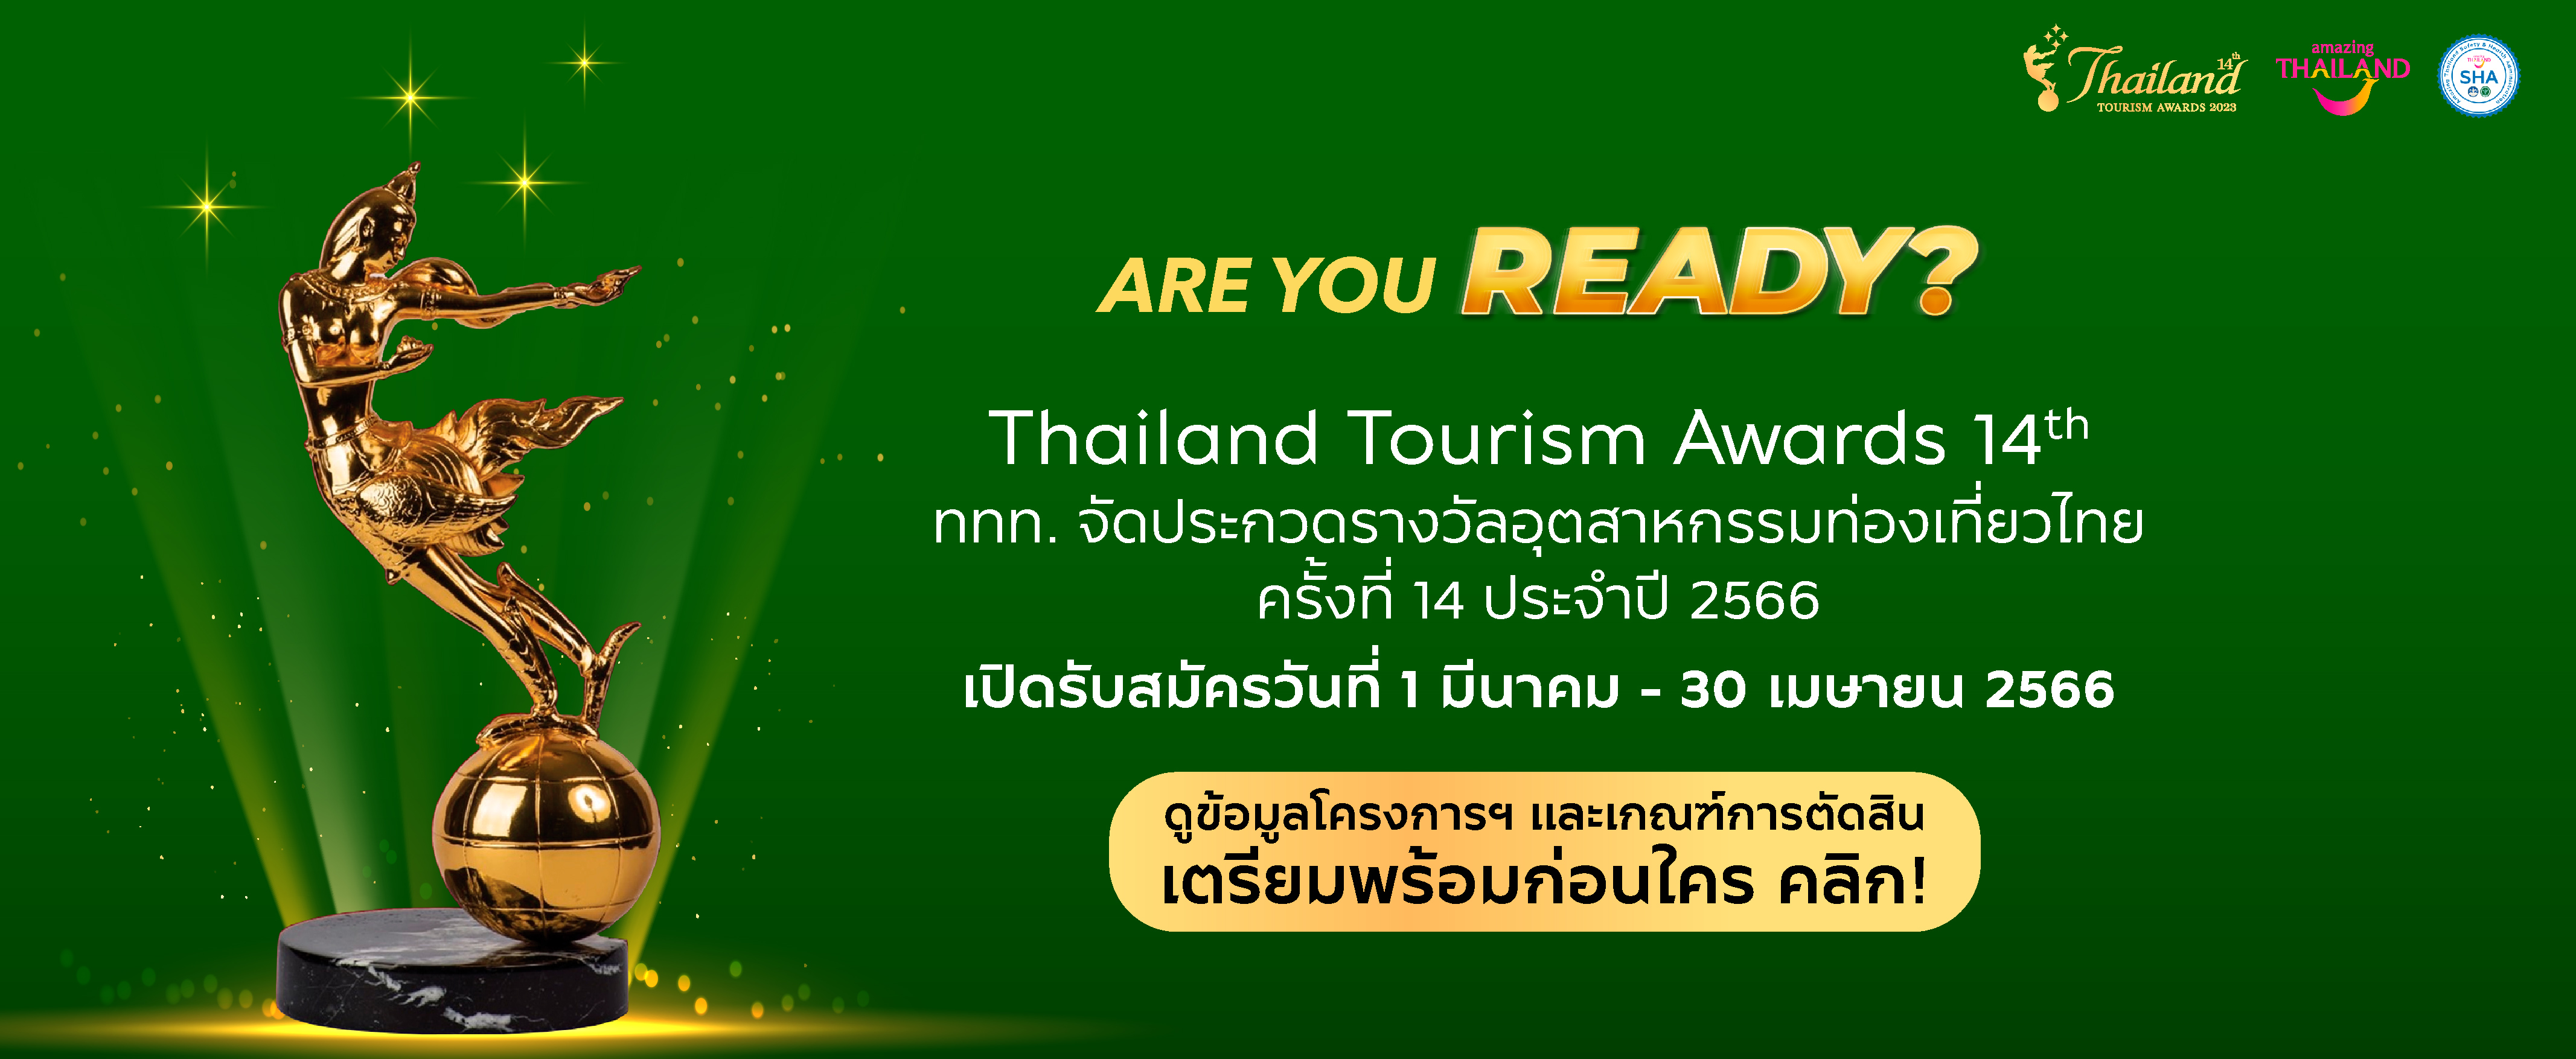 Thailand 14th
TOURISM AWARDS 2023
amazing
THAILAND
Amazing Thailand Safety & Health Administration
SHA
ARE YOU READY?
Thailand Tourism Awards 14th
ททท. จัดประกวดรางวัลอุตสาหกรรมท่องเที่ยวไทย
ครั้งที่ 14 ประจำปี 2566
เปิดรับสมัครวันที่ 1 มีนาคม - 30 เมษายน 2566
ดูข้อมูลโครงการฯ และเกณฑ์การตัดสิน
เตรียมพร้อมก่อนใคร คลิก!